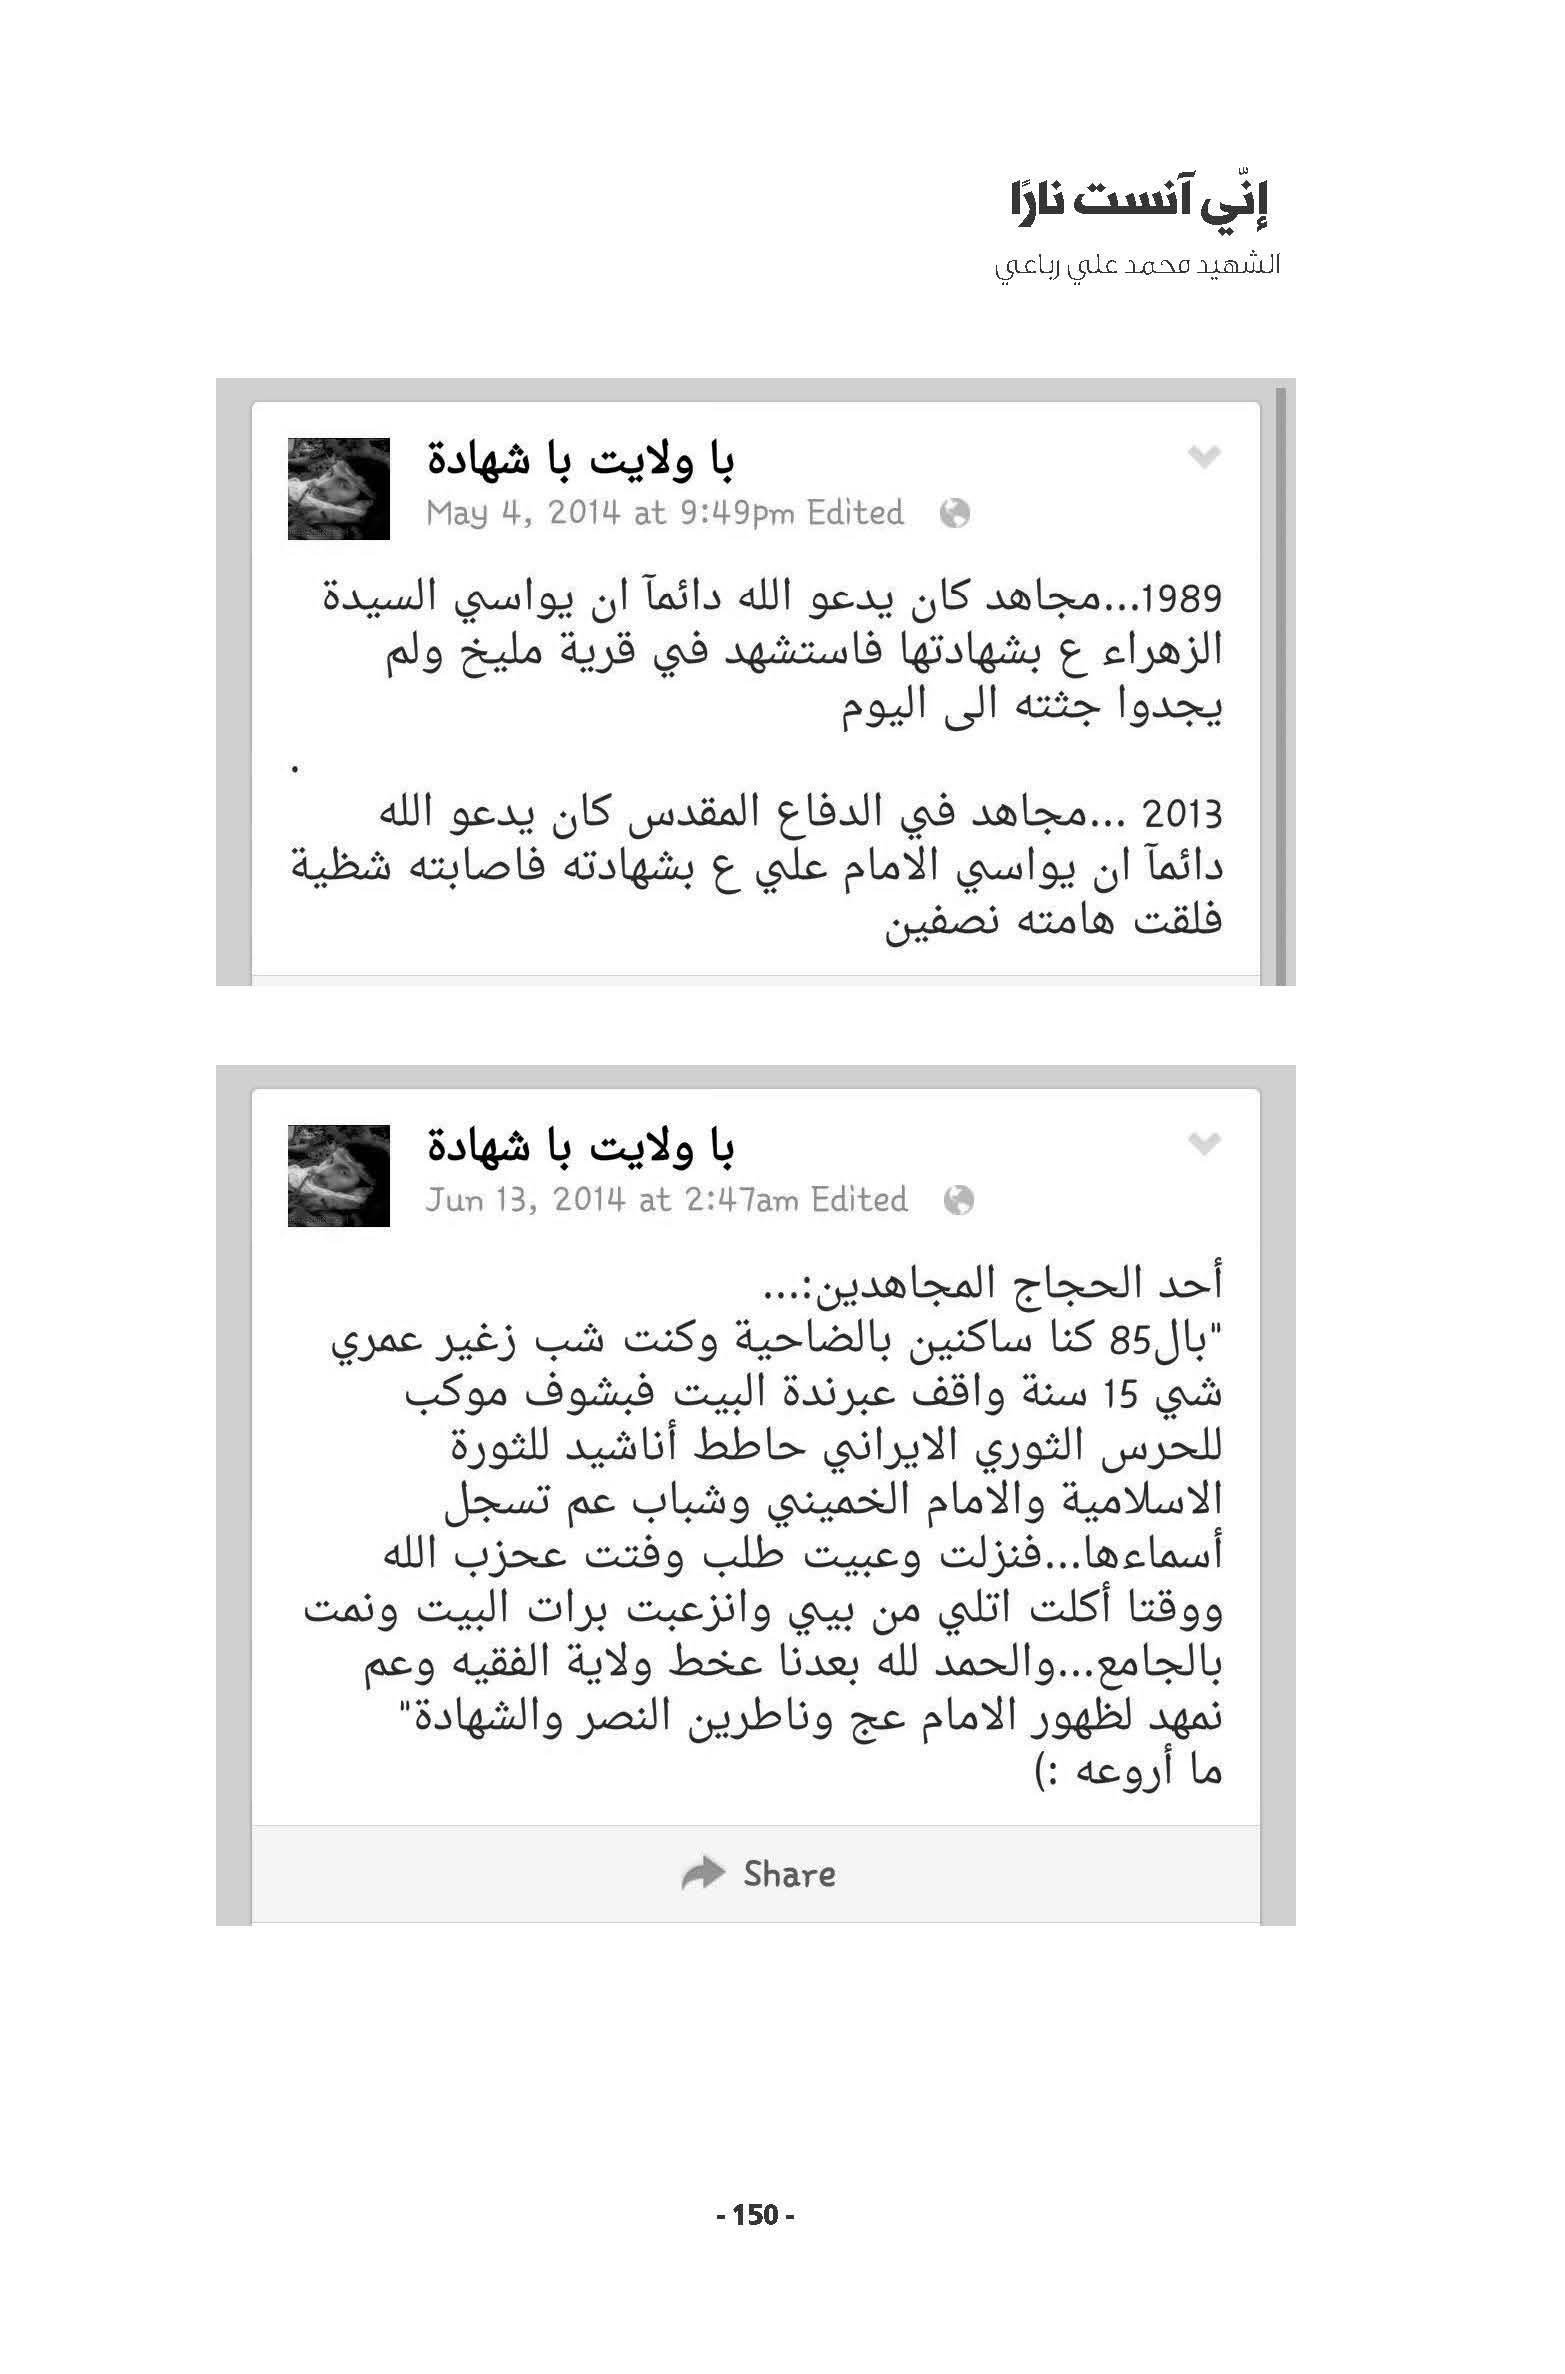 إنّي آنست نارًا
الشهيد محمد علي رباعي
با ولايت با شهادة
May 4, 2014 at 9:49pm Edited
1989...مجاهد كان يدعو الله دائمآ ان يواسي السيدة
الزهراء ع بشهادتها فاستشهد في قرية مليخ ولم
يجدوا جثته الى اليوم
.
2013 ...مجاهد في الدفاع المقدس كان يدعو الله
دائمآ ان يواسي الامام علي ع بشهادته فاصابته شظية
فلقت هامته نصفين
با ولايت با شهادة
Jun 13, 2014 at 2:47am Edited
أحد الحجاج المجاهدين:...
"بال85 كنا ساكنين بالضاحية وكنت شب زغير عمري
شي 15 سنة واقف عبرندة البيت فبشوف موكب
للحرس الثوري الايراني حاطط أناشيد للثورة
الاسلامية والامام الخميني وشباب عم تسجل
أسماءها...فنزلت وعبيت طلب وفتت عحزب الله
ووقتا أكلت اتلي من بيي وانزعبت برات البيت ونمت
بالجامع...والحمد لله بعدنا عخط ولاية الفقيه وعم
نمهد لظهور الامام عج وناطرين النصر والشهادة"
ما أروعه :)
Share
- 150 -